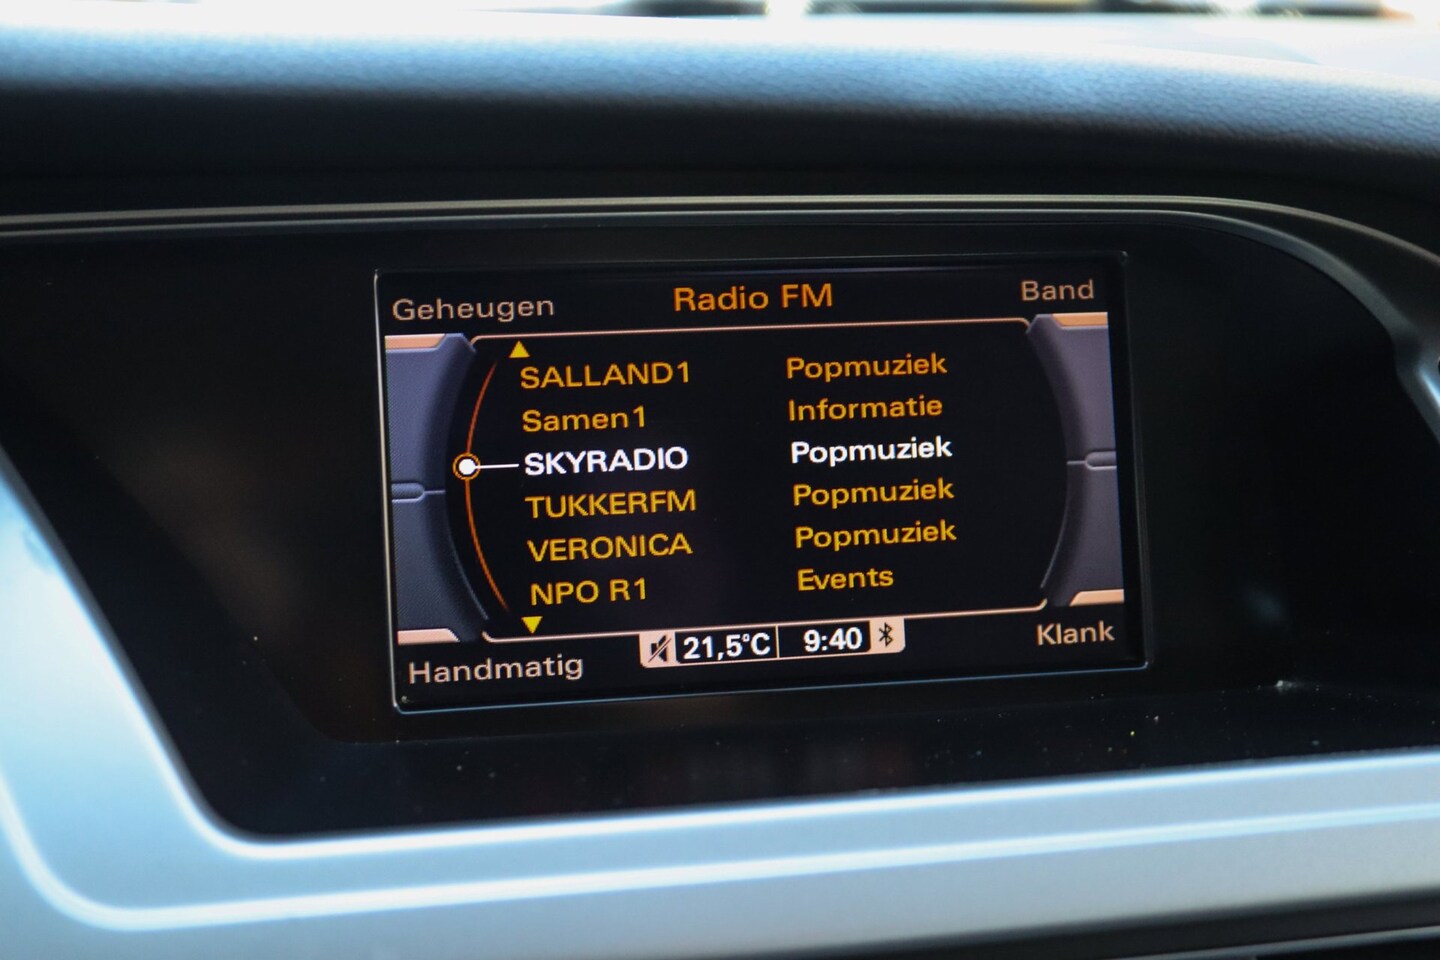 Geheugen Radio FM Band
SALLAND1 Popmuziek
Samen1 Informatie
SKYRADIO Popmuziek
TUKKERFM Popmuziek
VERONICA Popmuziek
NPO R1 Events
21,5°C 9:40
Handmatig Klank